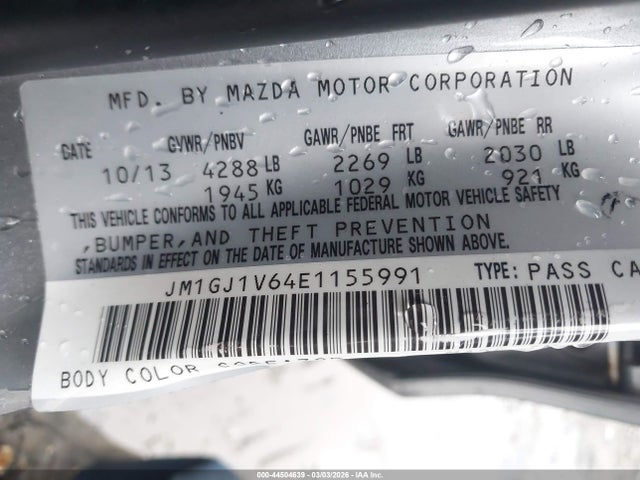 MFD. BY MAZDA MOTOR CORPORATION
DATE GVWR/PNBV GAWR/PNBE FRT GAWR/PNBE RR
10/13 4288 LB 2269 LB 2030 LB
1945 KG 1029 KG 921 KG
THIS VEHICLE CONFORMS TO ALL APPLICABLE FEDERAL MOTOR VEHICLE SAFETY
,BUMPER,AND THEFT PREVENTION
STANDARDS IN EFFECT ON THE DATE OF MANUFACTURE SHOWN ABOVE.
JM1GJ1V64E1155991 TYPE: PASS CA
BODY COLOR
000-44504639 - 03/03/2026 - IAA Inc.